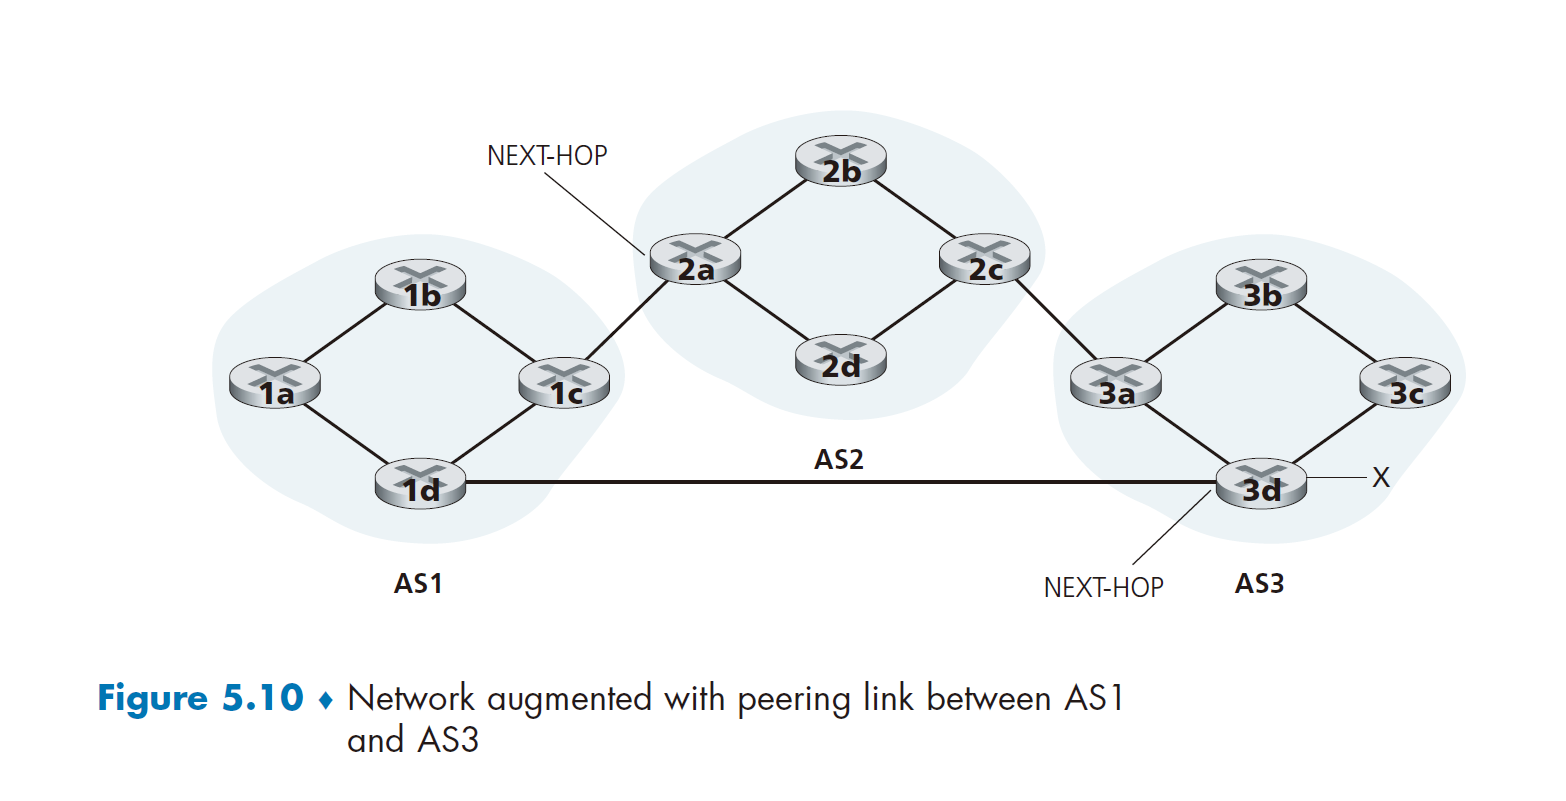 NEXT-HOP
2b
2a
2c
2d
1b
1a
1c
1d
3b
3a
3c
3d
X
AS2
AS1
NEXT-HOP
AS3
Figure 5.10 ♦ Network augmented with peering link between AS1
and AS3